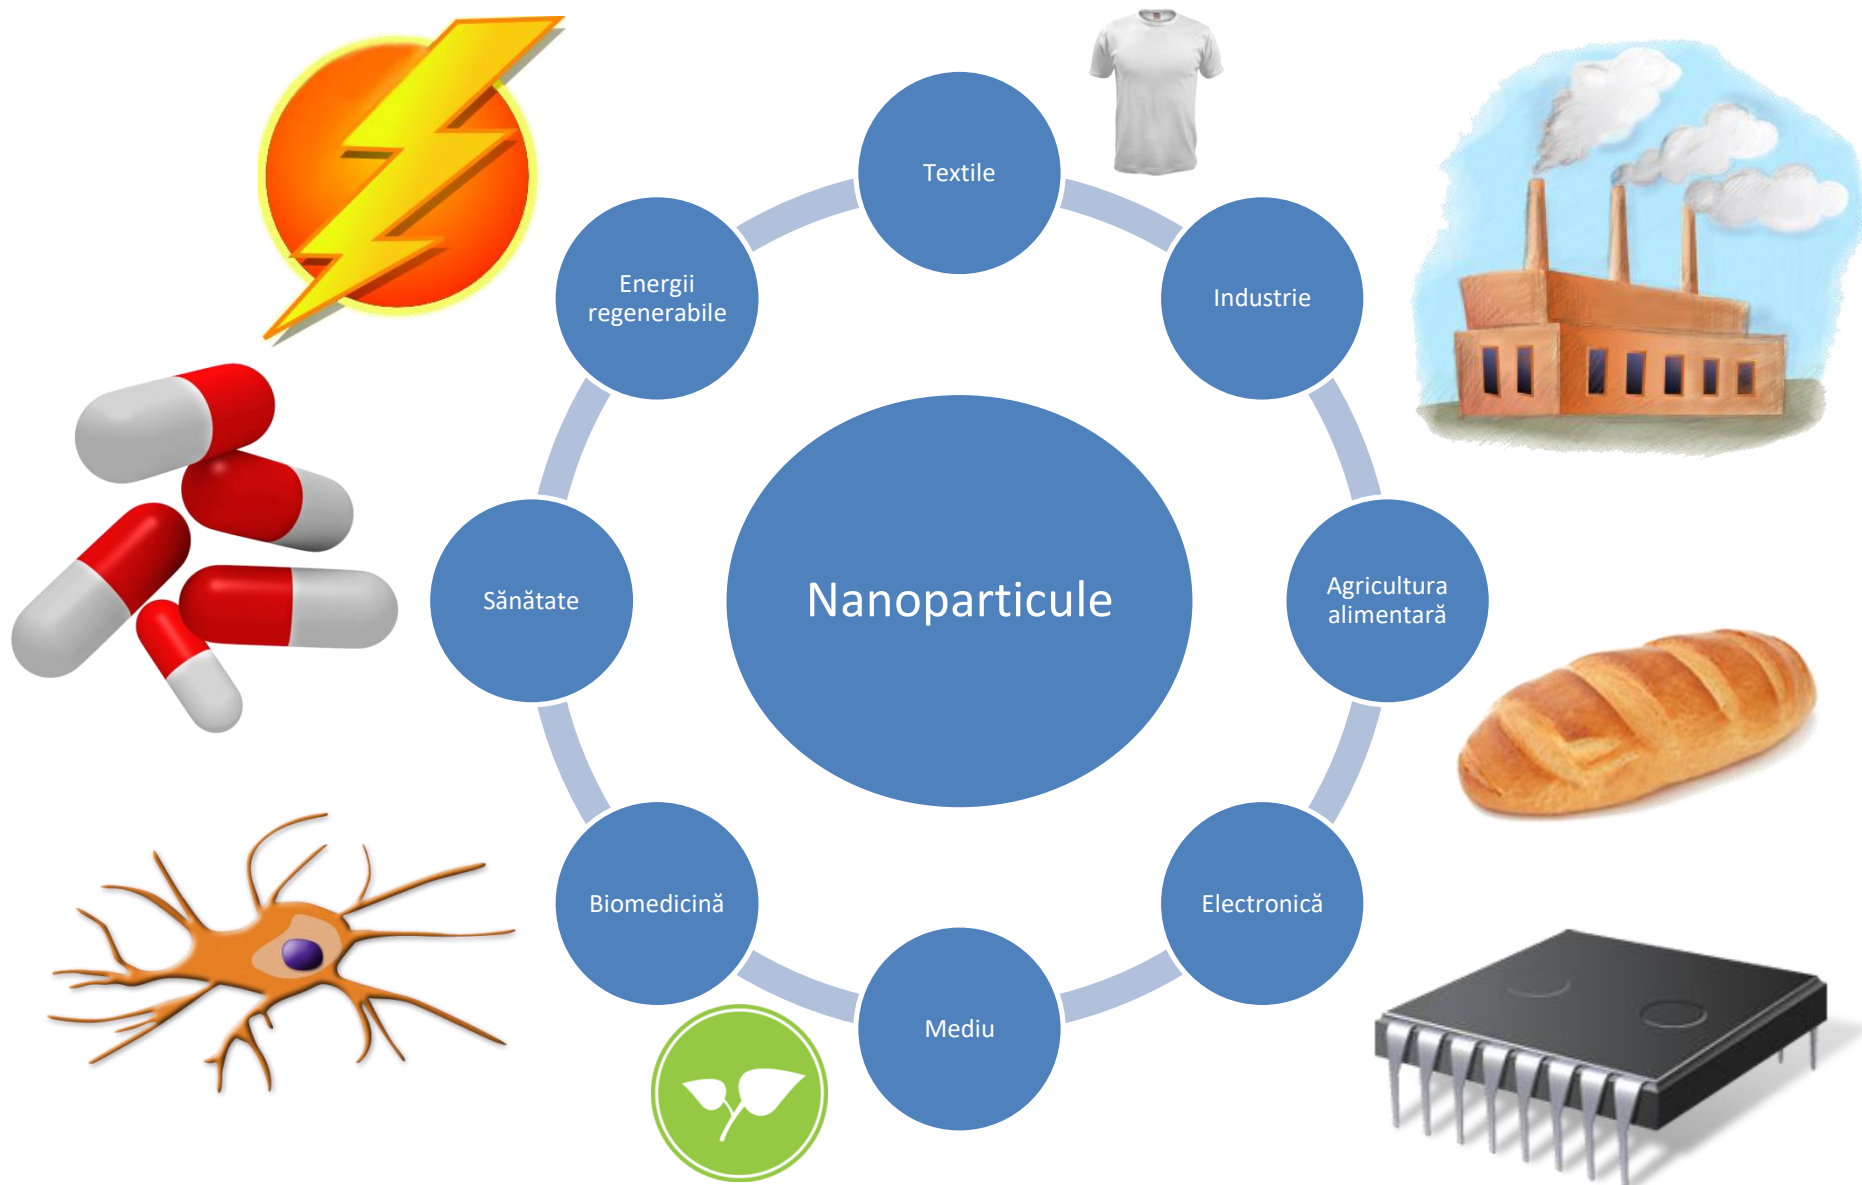 Textile
Energii
regenerabile
Industrie
Sănătate
Nanoparticule
Agricultura
alimentară
Biomedicină
Electronică
Mediu